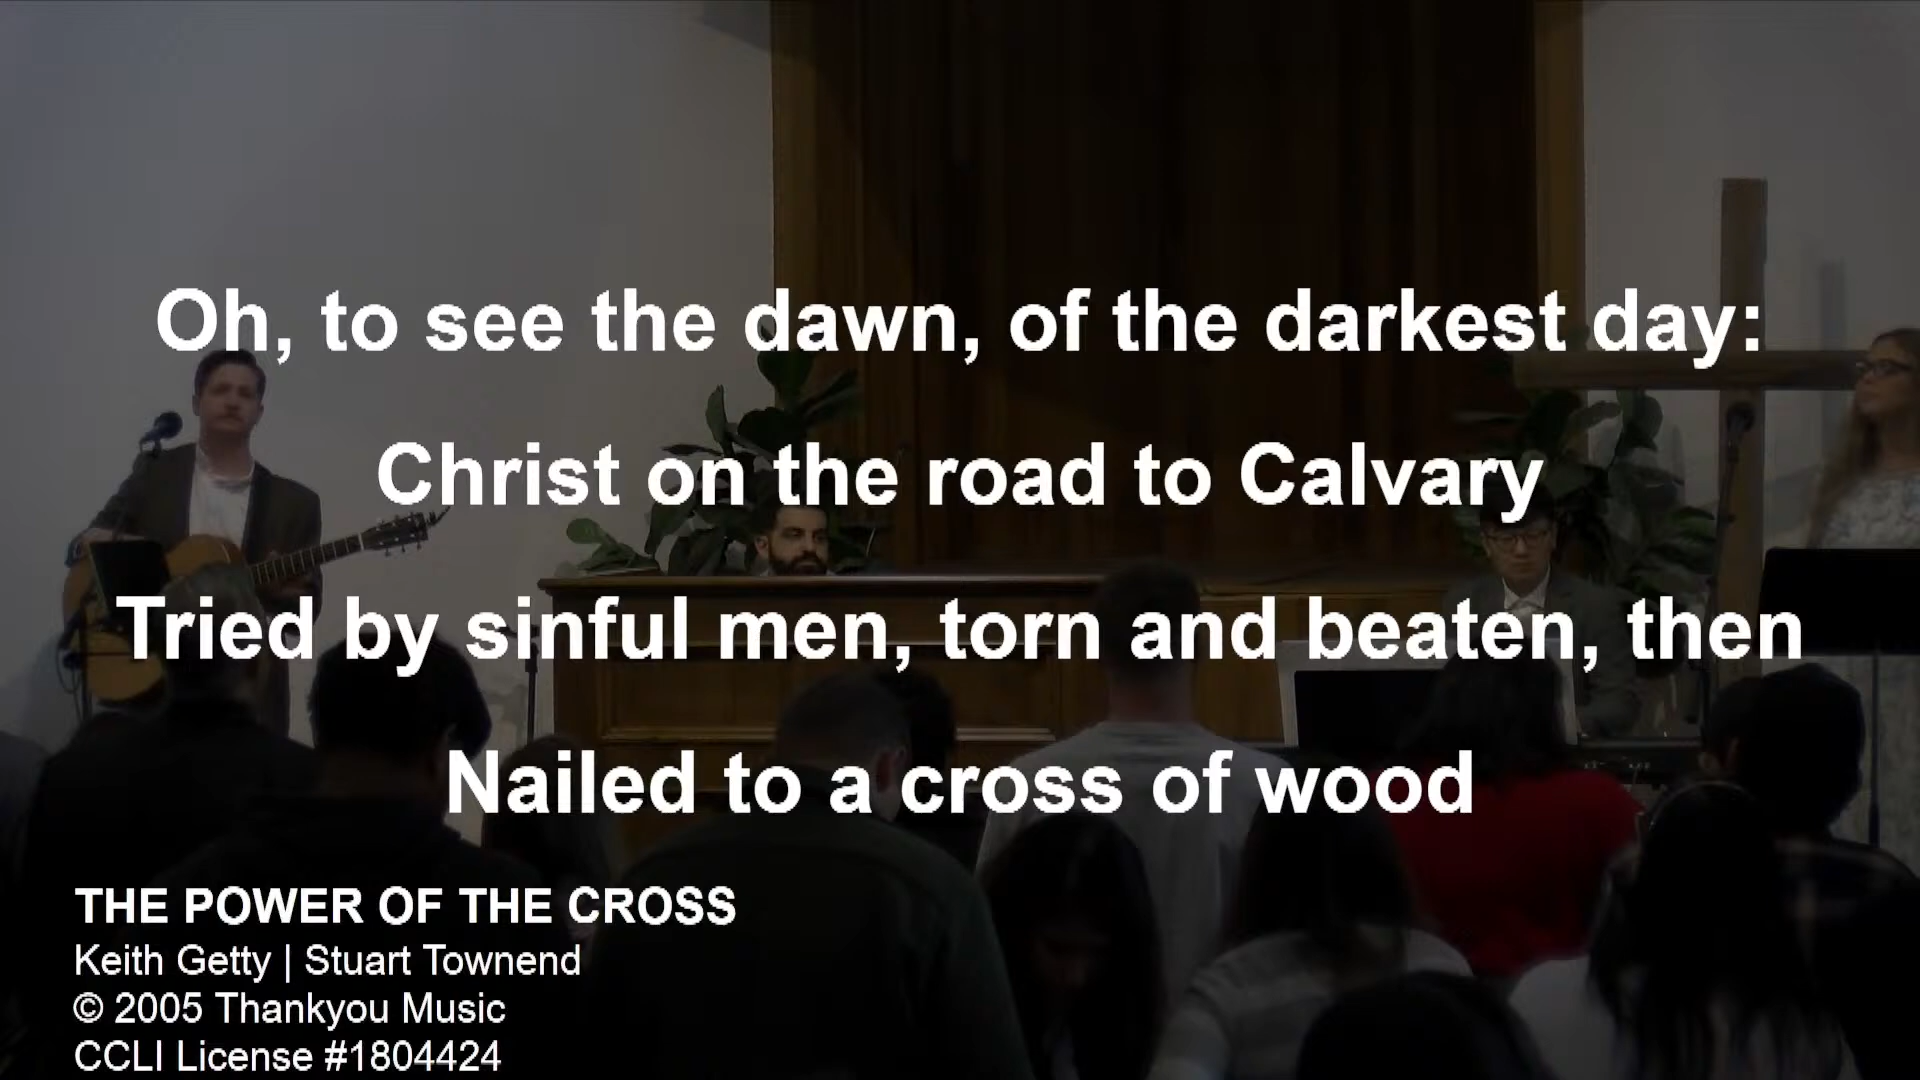 Oh, to see the dawn, of the darkest day:
Christ on the road to Calvary
Tried by sinful men, torn and beaten, then
Nailed to a cross of wood
THE POWER OF THE CROSS
Keith Getty | Stuart Townend
© 2005 Thankyou Music
CCLI License #1804424